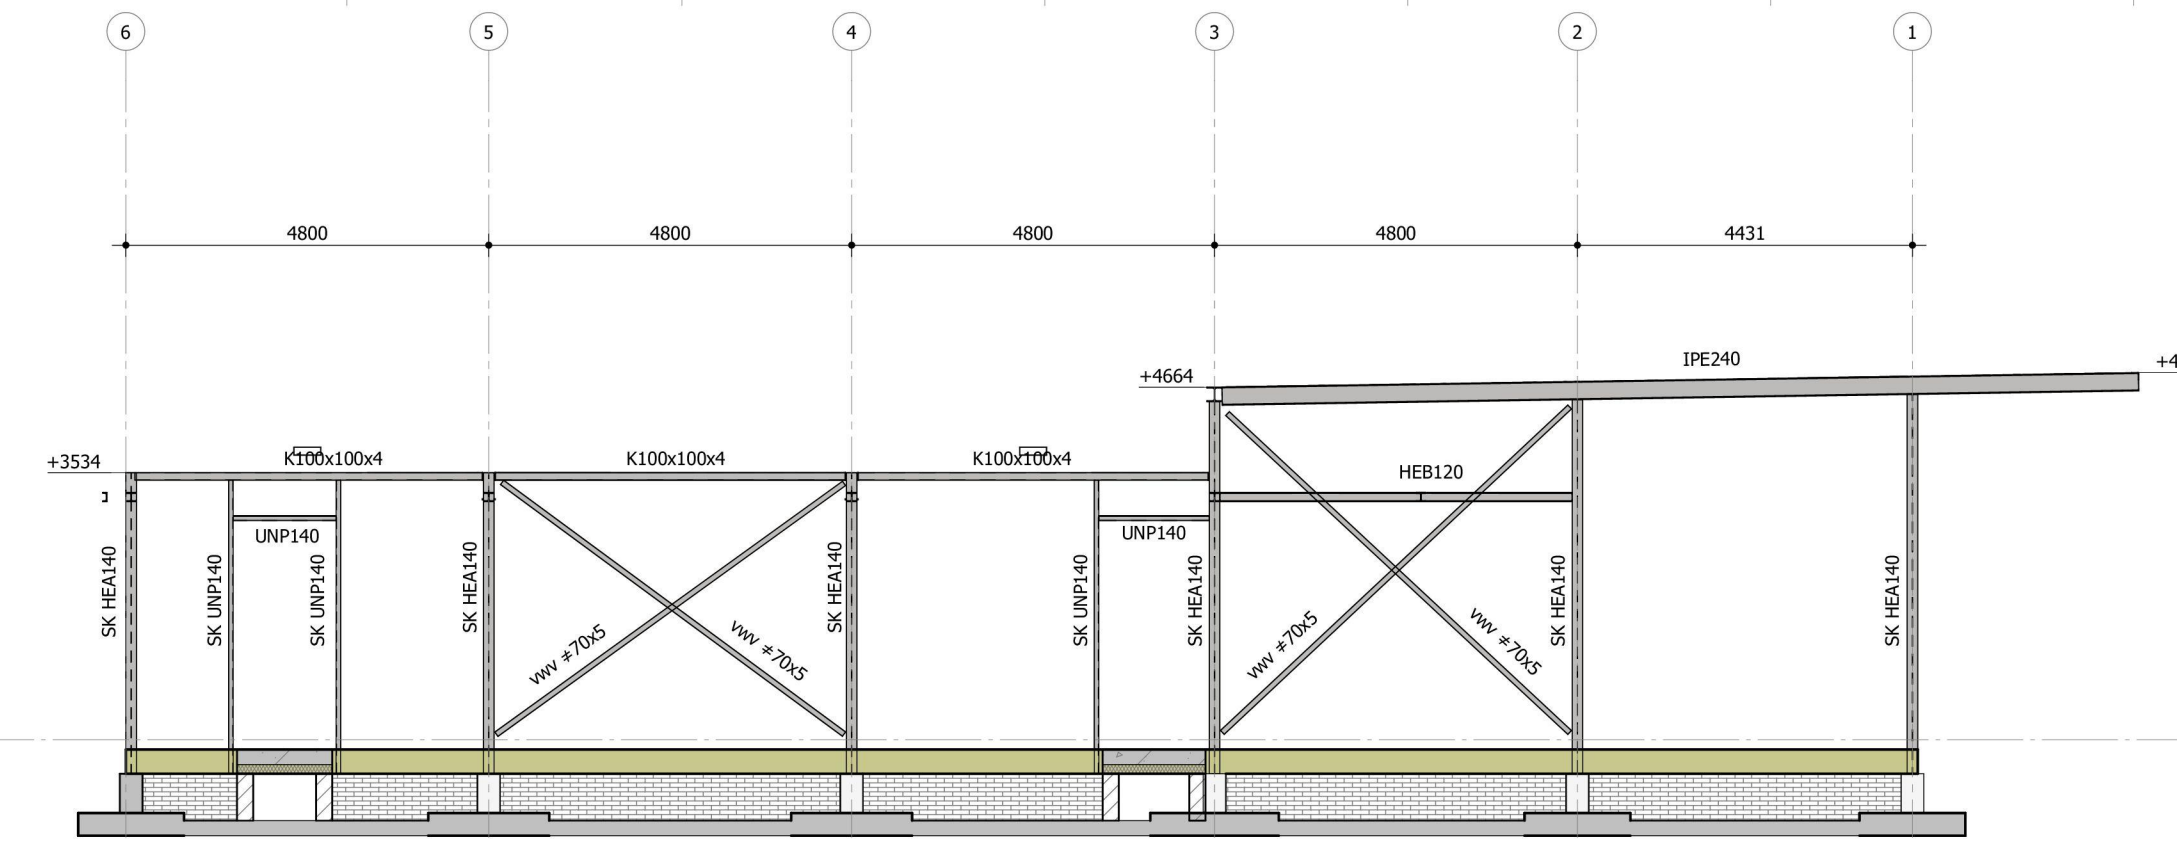 6 5 4 3 2 1
4800 4800 4800 4800 4431
IPE240
+4664
+4
+3534
K100x100x4 K100x100x4 K100x100x4
HEB120
UNP140 UNP140
SK HEA140
SK UNP140
SK UNP140
SK HEA140
vwv ≠70x5
vwv ≠70x5
SK HEA140
SK UNP140
SK HEA140
vwv ≠70x5
vwv ≠70x5
SK HEA140
SK HEA140